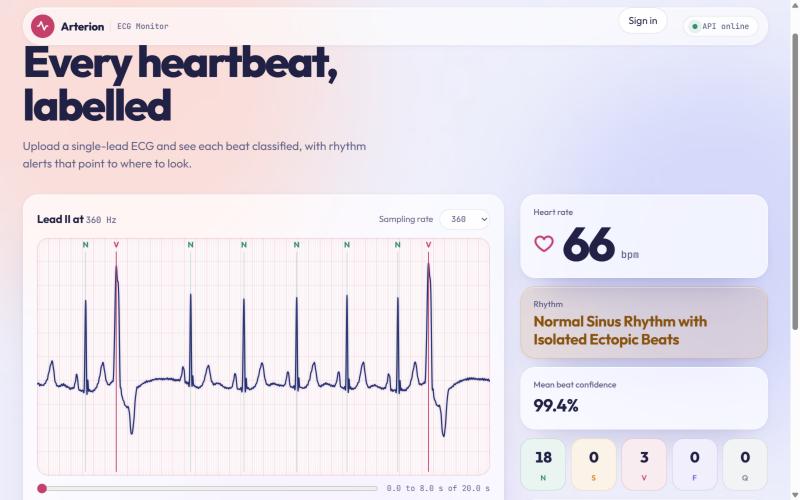 Arterion ECG Monitor
Sign in
API online
Every heartbeat,
labelled
Upload a single-lead ECG and see each beat classified, with rhythm
alerts that point to where to look.
Lead II at 360 Hz
Sampling rate 360
N V N N N N N V
0.0 to 8.0 s of 20.0 s
Heart rate
66 bpm
Rhythm
Normal Sinus Rhythm with
Isolated Ectopic Beats
Mean beat confidence
99.4%
18 0 3 0 0
N S V F Q